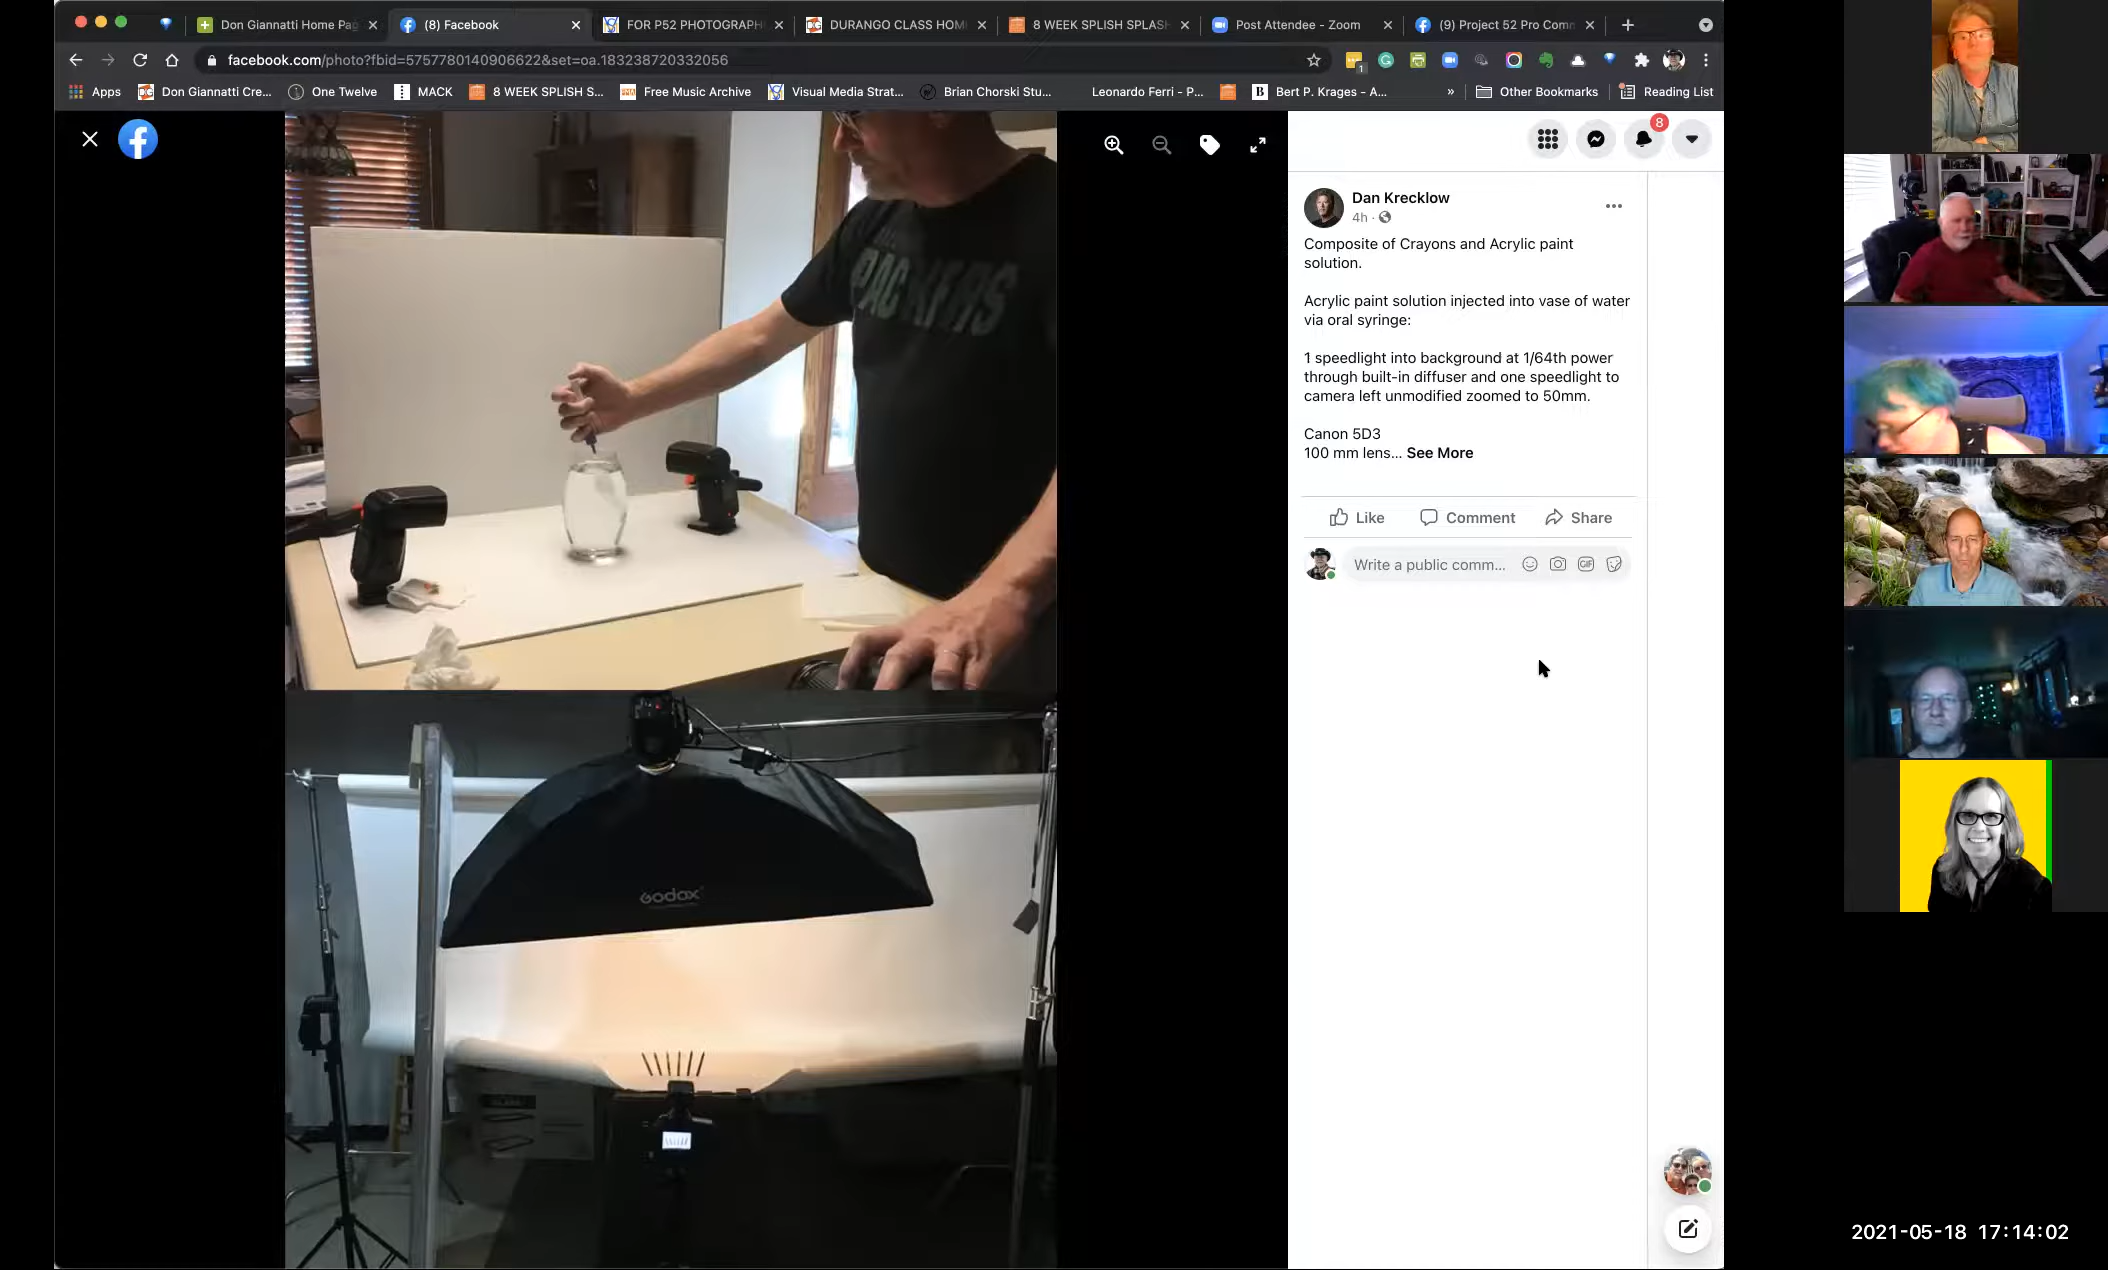 Don Giannatti Home Pag
(8) Facebook
FOR P52 PHOTOGRAPH
DURANGO CLASS HOM
8 WEEK SPLISH SPLASH
Post Attendee - Zoom
(9) Project 52 Pro Com
facebook.com/photo?fbid=5757780140906622&set=oa.183238720332056
1
Apps
Don Giannatti Cre...
One Twelve
MACK
8 WEEK SPLISH S...
Free Music Archive
Visual Media Strat...
Brian Chorski Stu...
Leonardo Ferri - P...
B
Bert P. Krages - A...
»
Other Bookmarks
Reading List
8
PACKERS
Godox
Dan Krecklow
4h ·
Composite of Crayons and Acrylic paint
solution.
Acrylic paint solution injected into vase of water
via oral syringe:
1 speedlight into background at 1/64th power
through built-in diffuser and one speedlight to
camera left unmodified zoomed to 50mm.
Canon 5D3
100 mm lens... See More
Like
Comment
Share
Write a public comm...
GIF
2021-05-18 17:14:02